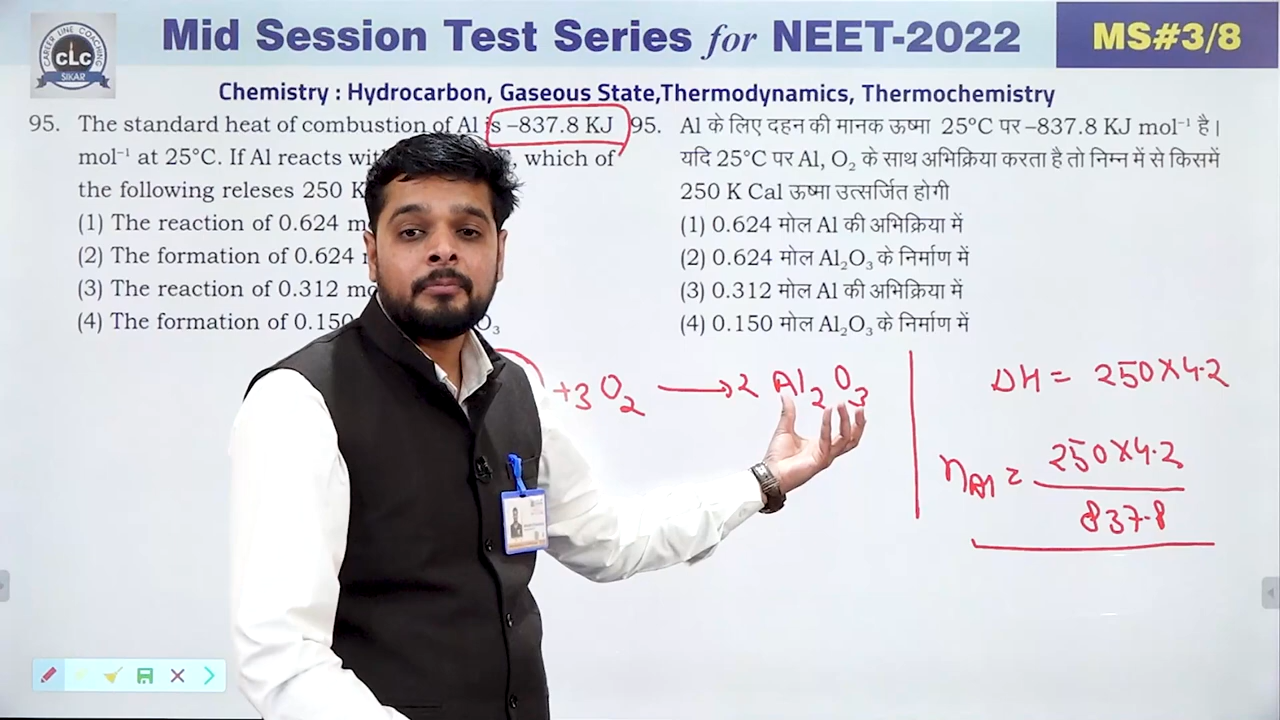 CAREER LINE COACHING
CLC
SIKAR
Mid Session Test Series for NEET-2022
MS#3/8
Chemistry : Hydrocarbon, Gaseous State,Thermodynamics, Thermochemistry
95. The standard heat of combustion of Al is –837.8 KJ
mol⁻¹ at 25°C. If Al reacts wit , which of
the following releses 250 K
(1) The reaction of 0.624 m
(2) The formation of 0.624
(3) The reaction of 0.312 mo
(4) The formation of 0.150 O₃
95. Al के लिए दहन की मानक ऊष्मा 25°C पर –837.8 KJ mol⁻¹ है।
यदि 25°C पर Al, O₂ के साथ अभिक्रिया करता है तो निम्न में से किसमें
250 K Cal ऊष्मा उत्सर्जित होगी
(1) 0.624 मोल Al की अभिक्रिया में
(2) 0.624 मोल Al₂O₃ के निर्माण में
(3) 0.312 मोल Al की अभिक्रिया में
(4) 0.150 मोल Al₂O₃ के निर्माण में
+3 O₂ → 2 Al₂O₃
ΔH = 250×4.2
nAl = 250×4.2
837.8